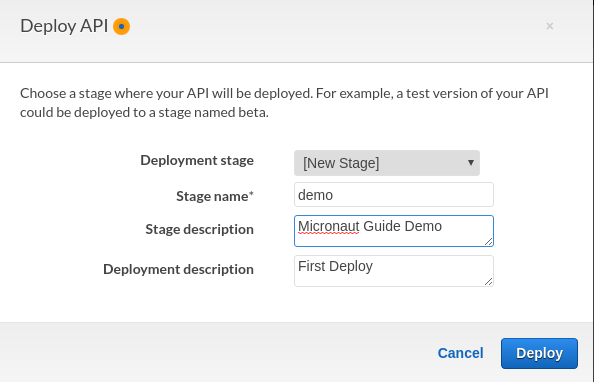 Deploy API
×
Choose a stage where your API will be deployed. For example, a test version of your API
could be deployed to a stage named beta.
Deployment stage [New Stage]
Stage name* demo
Stage description Micronaut Guide Demo
Deployment description First Deploy
Cancel Deploy